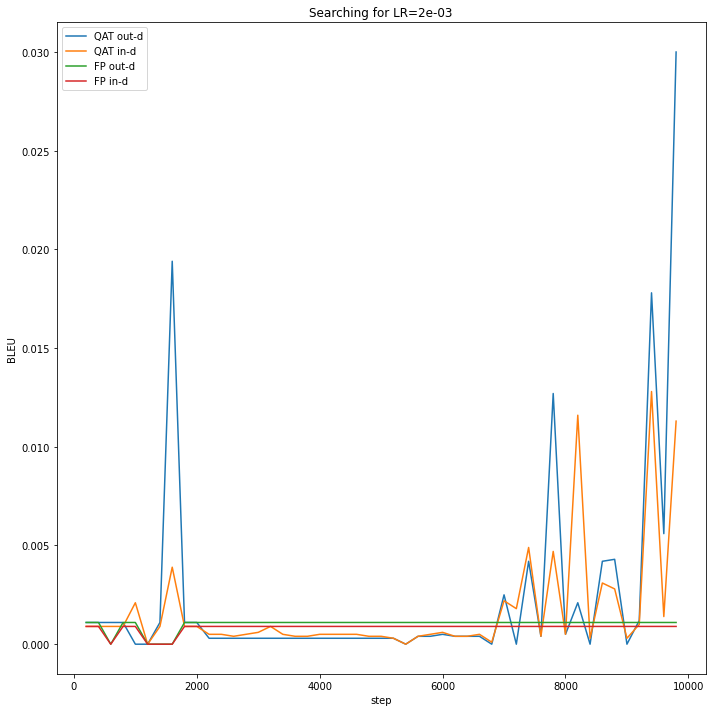 Searching for LR=2e-03
QAT out-d
QAT in-d
FP out-d
FP in-d
BLEU
0.030
0.025
0.020
0.015
0.010
0.005
0.000
0
2000
4000
6000
8000
10000
step